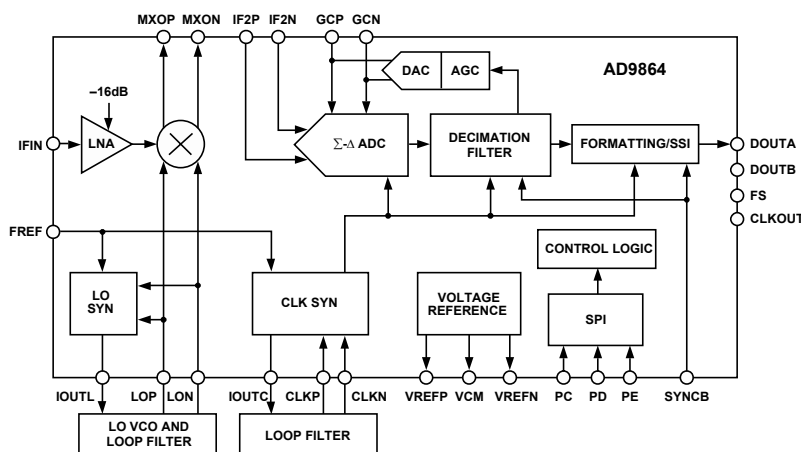 MXOP MXON IF2P IF2N GCP GCN
DAC AGC
AD9864
–16dB
IFIN
LNA
Σ-Δ ADC
DECIMATION
FILTER
FORMATTING/SSI
DOUTA
DOUTB
FS
CLKOUT
FREF
CONTROL LOGIC
LO
SYN
CLK SYN
VOLTAGE
REFERENCE
SPI
IOUTL LOP LON IOUTC CLKP CLKN VREFP VCM VREFN PC PD PE SYNCB
LO VCO AND
LOOP FILTER
LOOP FILTER